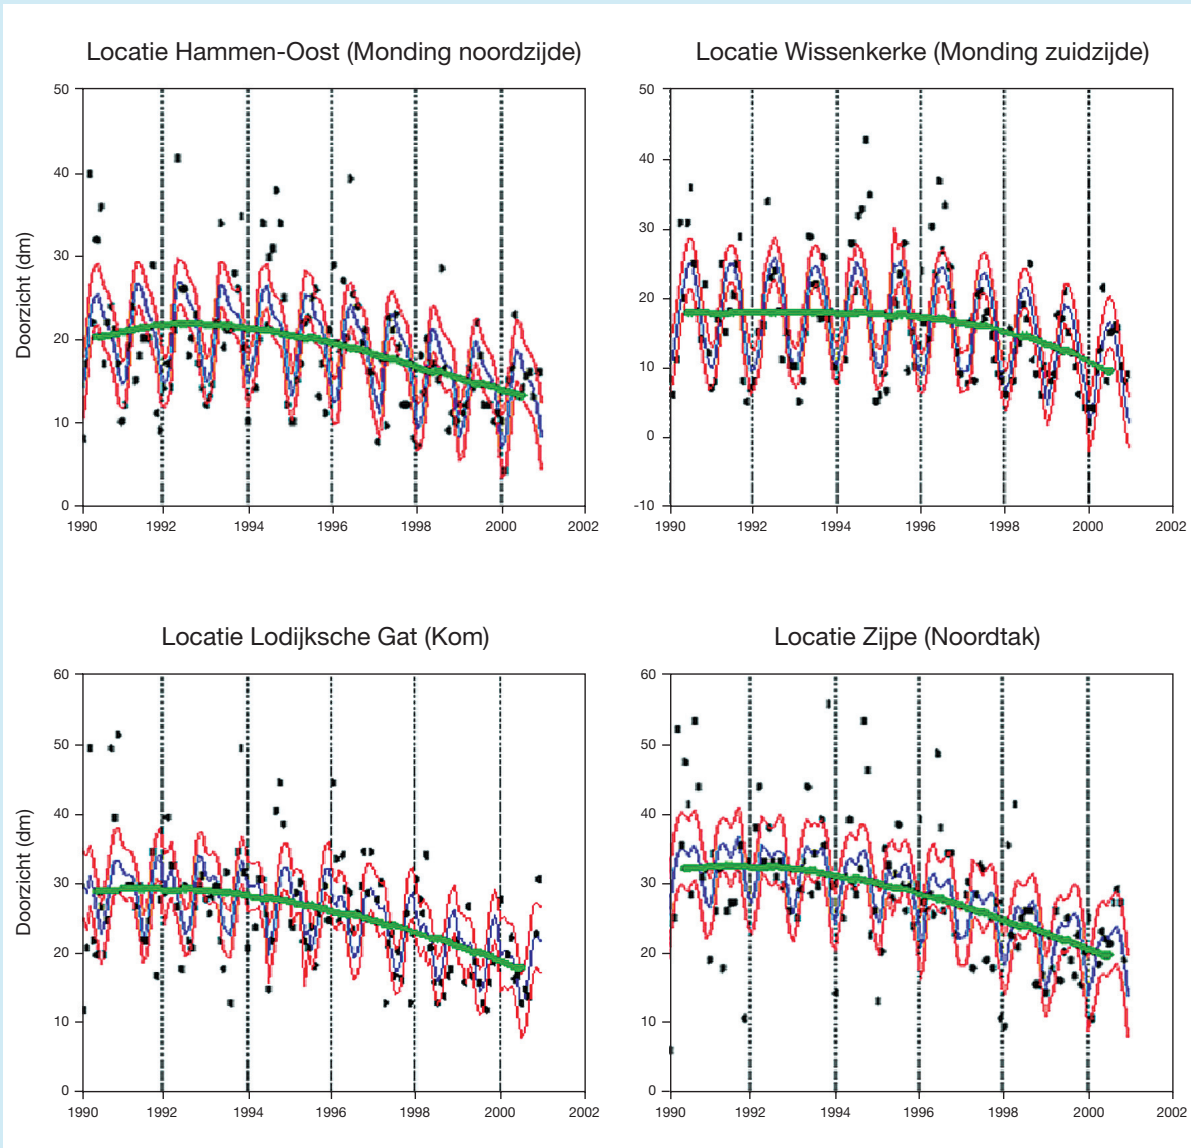 Locatie Hammen-Oost (Monding noordzijde)
50
40
30
20
10
0
Doorzicht (dm)
1990 1992 1994 1996 1998 2000 2002
Locatie Wissenkerke (Monding zuidzijde)
50
40
30
20
10
0
-10
1990 1992 1994 1996 1998 2000 2002
Locatie Lodijksche Gat (Kom)
60
50
40
30
20
10
0
Doorzicht (dm)
1990 1992 1994 1996 1998 2000 2002
Locatie Zijpe (Noordtak)
60
50
40
30
20
10
0
1990 1992 1994 1996 1998 2000 2002